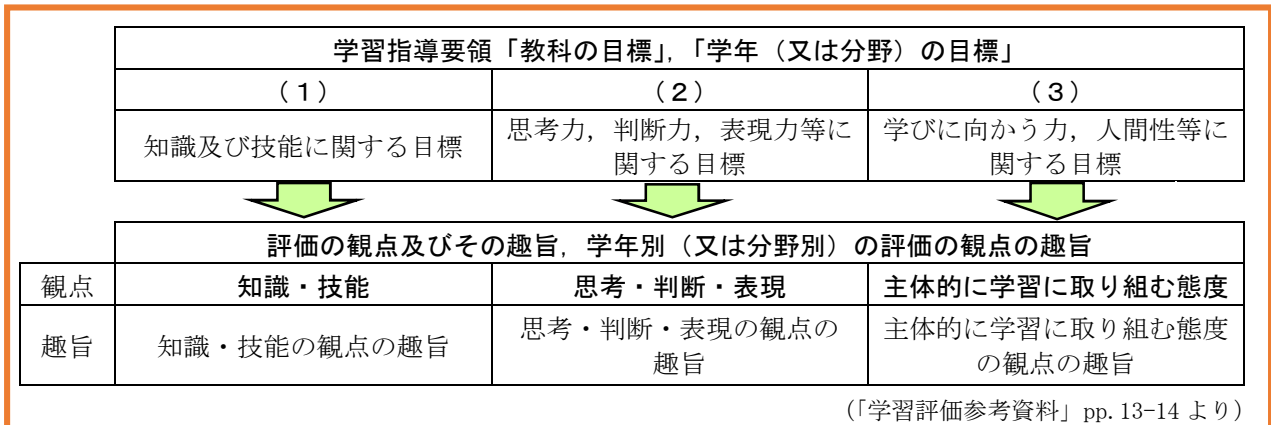 学習指導要領「教科の目標」,「学年（又は分野）の目標」
（１）　（２）　（３）
知識及び技能に関する目標　思考力，判断力，表現力等に　学びに向かう力，人間性等に
関する目標　関する目標
評価の観点及びその趣旨，学年別（又は分野別）の評価の観点の趣旨
観点　知識・技能　思考・判断・表現　主体的に学習に取り組む態度
趣旨　知識・技能の観点の趣旨　思考・判断・表現の観点の　主体的に学習に取り組む態度
趣旨　の観点の趣旨
（「学習評価参考資料」pp.13-14 より）